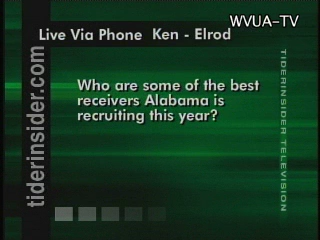 WVUA-TV
Live Via Phone Ken - Elrod
Who are some of the best
receivers Alabama is
recruiting this year?
tiderinsider.com
TIDERINSIDER TELEVISION